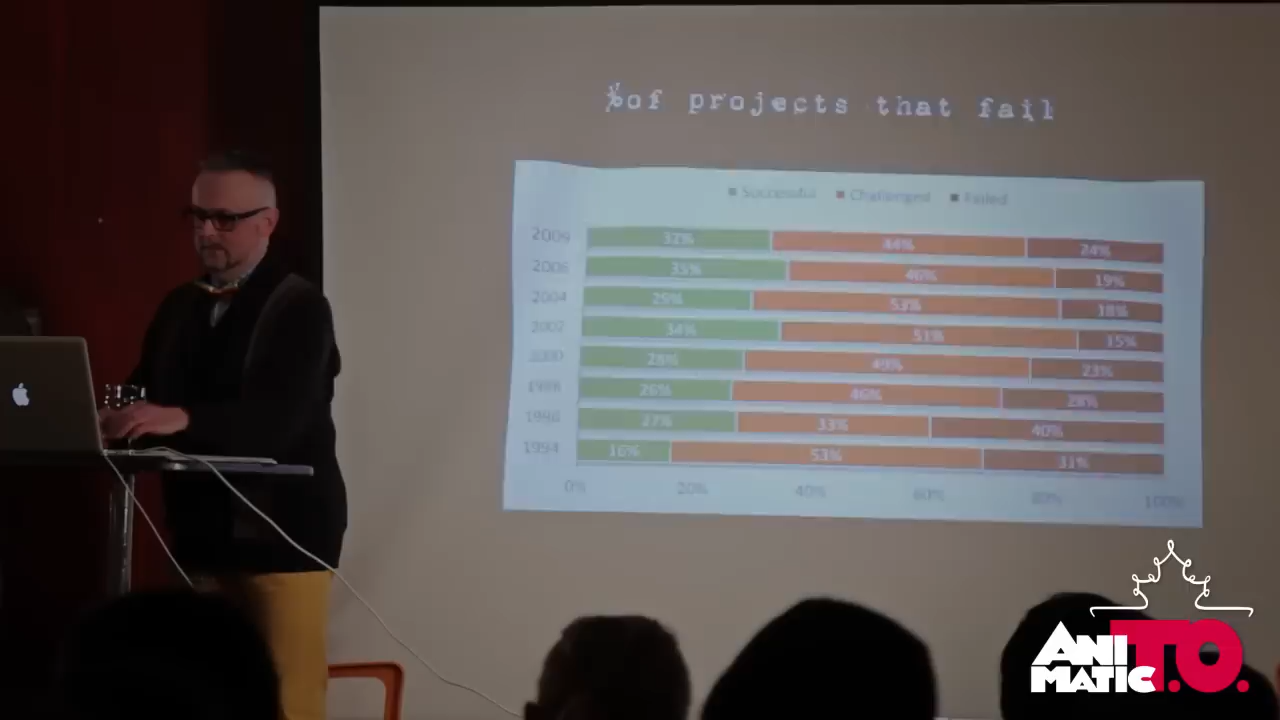 %of projects that fail
Successful Challenged Failed
2009 32% 44% 24%
2006 35% 46% 19%
2004 29% 53% 18%
2002 34% 51% 15%
2000 28% 49% 23%
1998 26% 46% 28%
1996 27% 33% 40%
1994 16% 53% 31%
0% 20% 40% 60% 80% 100%
ANI
MATIC T.O.